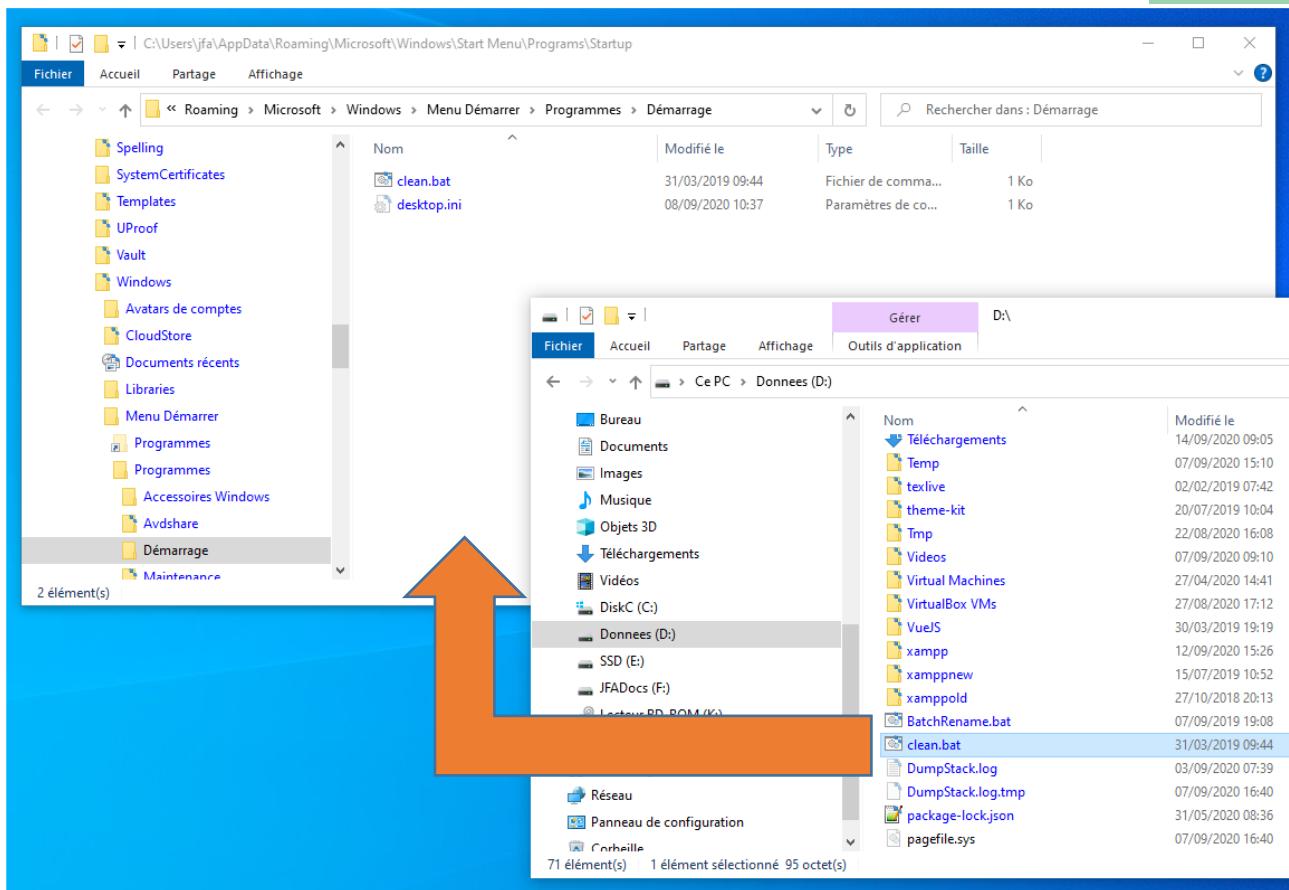 C:\Users\jfa\AppData\Roaming\Microsoft\Windows\Start Menu\Programs\Startup
Fichier Accueil Partage Affichage
« Roaming > Microsoft > Windows > Menu Démarrer > Programmes > Démarrage
Rechercher dans : Démarrage
Spelling
SystemCertificates
Templates
UProof
Vault
Windows
Avatars de comptes
CloudStore
Documents récents
Libraries
Menu Démarrer
Programmes
Programmes
Accessoires Windows
Avdshare
Démarrage
Maintenance
2 élément(s)
Nom Modifié le Type Taille
clean.bat 31/03/2019 09:44 Fichier de comma... 1 Ko
desktop.ini 08/09/2020 10:37 Paramètres de co... 1 Ko
Gérer D:\
Fichier Accueil Partage Affichage Outils d'application
> Ce PC > Donnees (D:)
Bureau
Documents
Images
Musique
Objets 3D
Téléchargements
Vidéos
DiskC (C:)
Donnees (D:)
SSD (E:)
JFADocs (F:)
Lecteur BD-ROM (K:)
Réseau
Panneau de configuration
Corbeille
Nom Modifié le
Téléchargements 14/09/2020 09:05
Temp 07/09/2020 15:10
texlive 02/02/2019 07:42
theme-kit 20/07/2019 10:04
Tmp 22/08/2020 16:08
Videos 07/09/2020 09:10
Virtual Machines 27/04/2020 14:41
VirtualBox VMs 27/08/2020 17:12
VueJS 30/03/2019 19:19
xampp 12/09/2020 15:26
xamppnew 15/07/2019 10:52
xamppold 27/10/2018 20:13
BatchRename.bat 07/09/2019 19:08
clean.bat 31/03/2019 09:44
DumpStack.log 03/09/2020 07:39
DumpStack.log.tmp 07/09/2020 16:40
package-lock.json 31/05/2020 08:36
pagefile.sys 07/09/2020 16:40
71 élément(s) 1 élément sélectionné 95 octet(s)